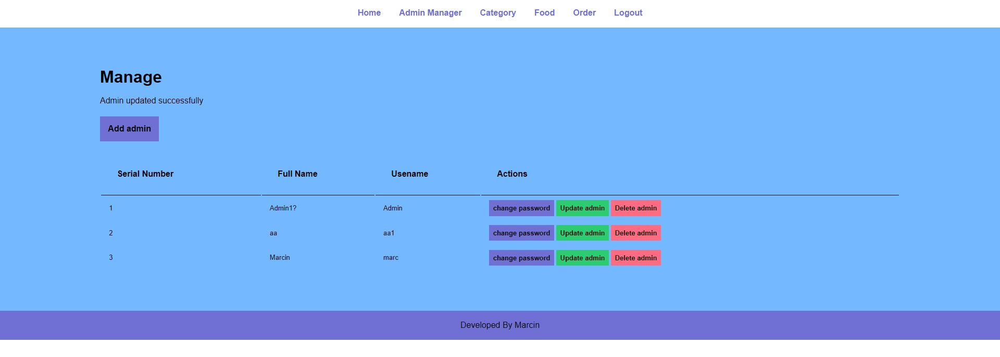 Home Admin Manager Category Food Order Logout
Manage
Admin updated successfully
Add admin
Serial Number Full Name Usename Actions
1 Admin1? Admin change password Update admin Delete admin
2 aa aa1 change password Update admin Delete admin
3 Marcin marc change password Update admin Delete admin
Developed By Marcin